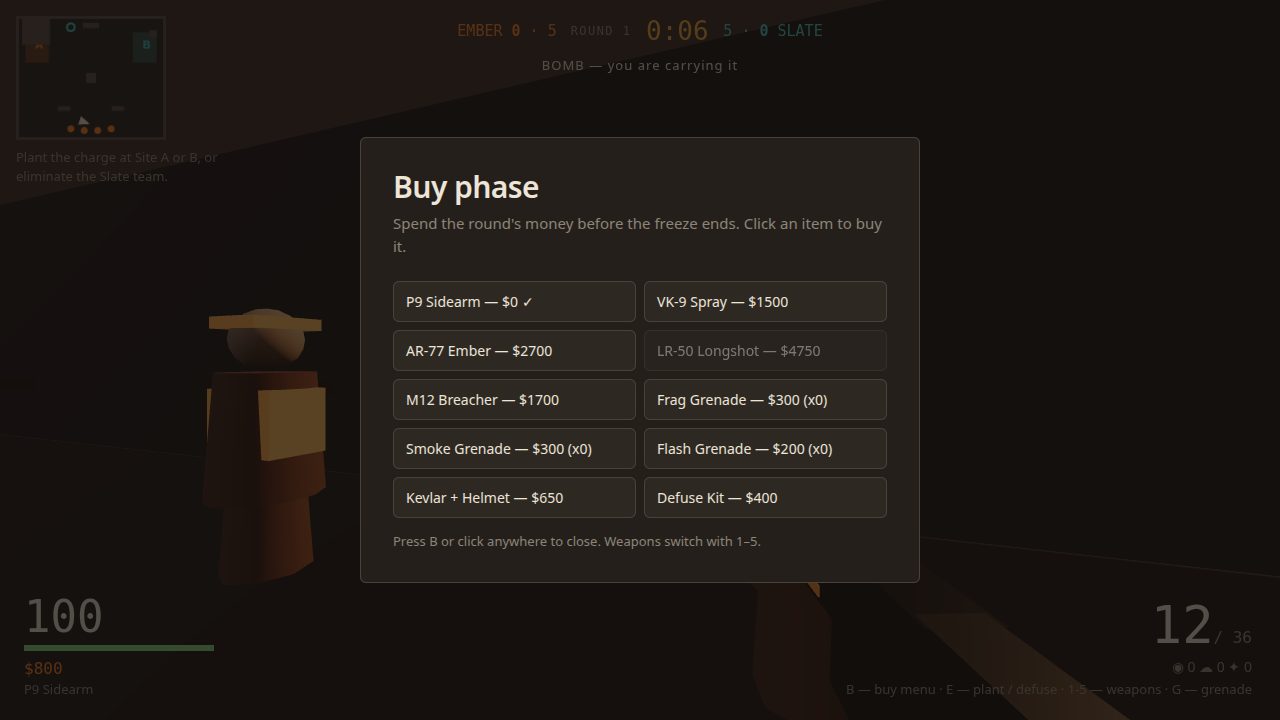 EMBER 0 · 5 ROUND 1 0:06 5 · 0 SLATE
BOMB — you are carrying it
A
B
Plant the charge at Site A or B, or
eliminate the Slate team.
Buy phase
Spend the round's money before the freeze ends. Click an item to buy
it.
P9 Sidearm — $0 ✓
VK-9 Spray — $1500
AR-77 Ember — $2700
LR-50 Longshot — $4750
M12 Breacher — $1700
Frag Grenade — $300 (x0)
Smoke Grenade — $300 (x0)
Flash Grenade — $200 (x0)
Kevlar + Helmet — $650
Defuse Kit — $400
Press B or click anywhere to close. Weapons switch with 1–5.
100
$800
P9 Sidearm
12 / 36
◉ 0 ☁ 0 ✦ 0
B — buy menu · E — plant / defuse · 1-5 — weapons · G — grenade